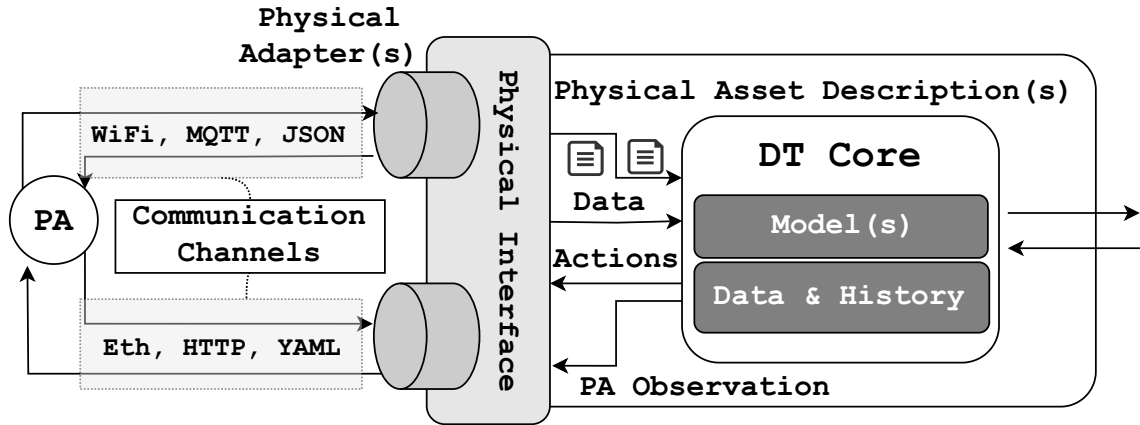 Physical
Adapter(s)
WiFi, MQTT, JSON
PA
Communication
Channels
Eth, HTTP, YAML
Physical Interface
Physical Asset Description(s)
DT Core
Data
Model(s)
Actions
Data & History
PA Observation